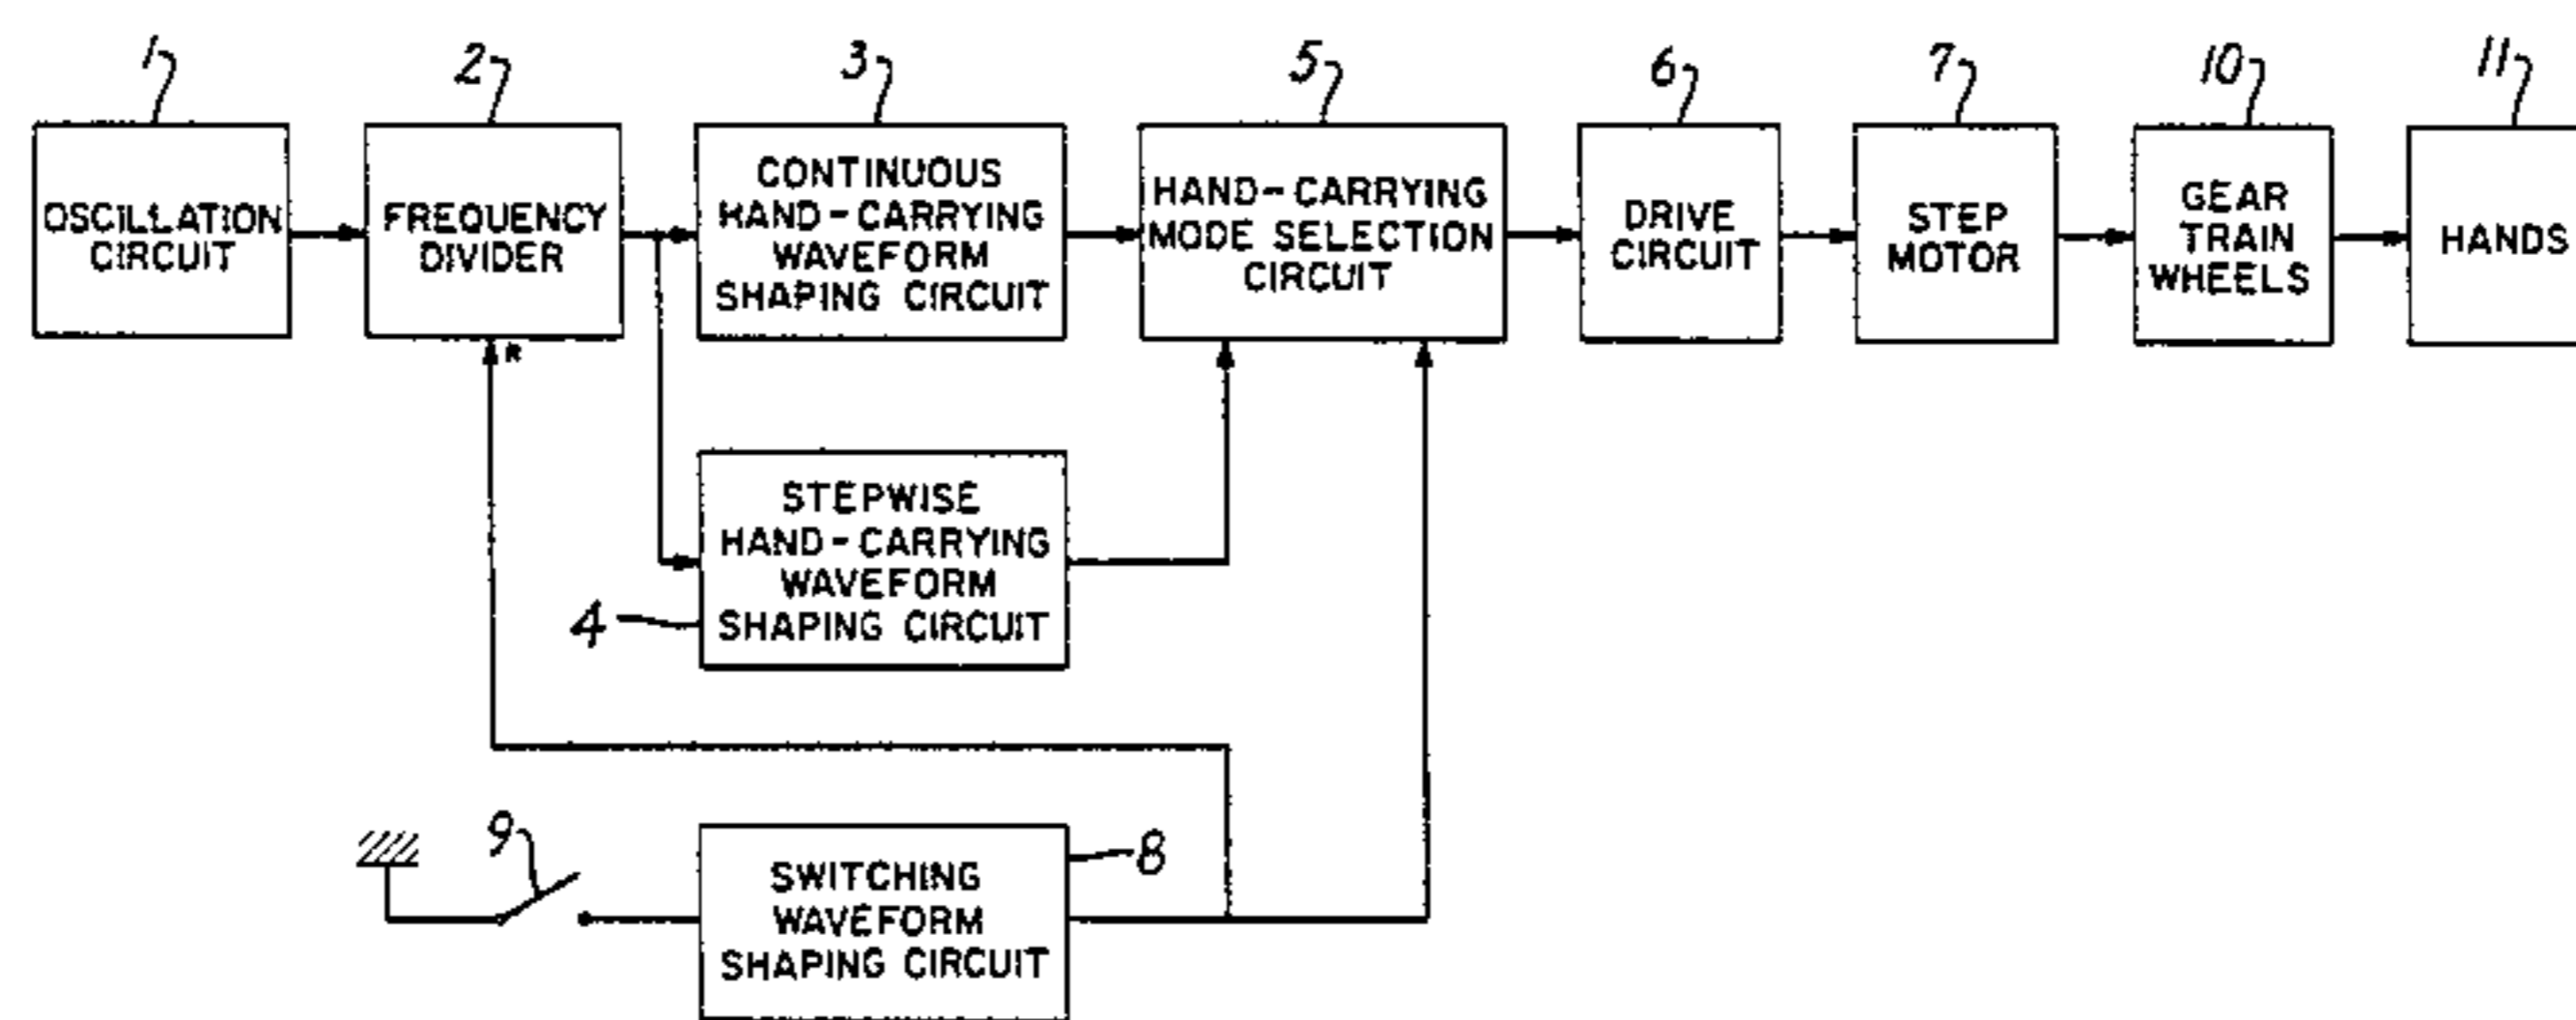 1
2
3
5
6
7
10
11
OSCILLATION
CIRCUIT
FREQUENCY
DIVIDER
CONTINUOUS
HAND-CARRYING
WAVEFORM
SHAPING CIRCUIT
HAND-CARRYING
MODE SELECTION
CIRCUIT
DRIVE
CIRCUIT
STEP
MOTOR
GEAR
TRAIN
WHEELS
HANDS
R
STEPWISE
HAND-CARRYING
WAVEFORM
SHAPING CIRCUIT
4
9
SWITCHING
WAVEFORM
SHAPING CIRCUIT
8